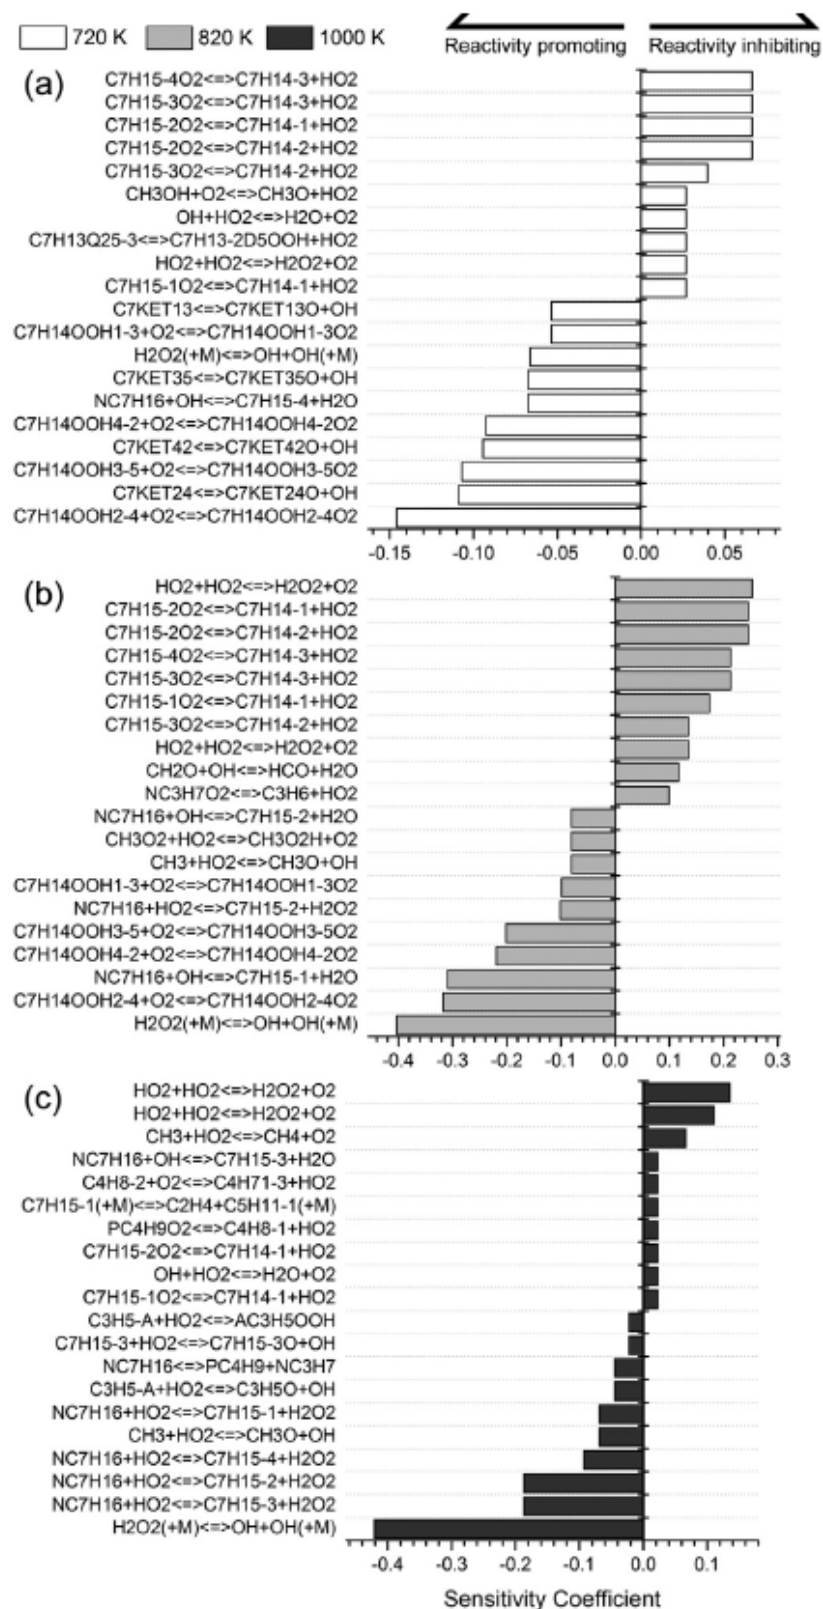 720 K 820 K 1000 K
Reactivity promoting Reactivity inhibiting
(a)
C7H15-4O2<=>C7H14-3+HO2
C7H15-3O2<=>C7H14-3+HO2
C7H15-2O2<=>C7H14-1+HO2
C7H15-2O2<=>C7H14-2+HO2
C7H15-3O2<=>C7H14-2+HO2
CH3OH+O2<=>CH3O+HO2
OH+HO2<=>H2O+O2
C7H13Q25-3<=>C7H13-2D5OOH+HO2
HO2+HO2<=>H2O2+O2
C7H15-1O2<=>C7H14-1+HO2
C7KET13<=>C7KET13O+OH
C7H14OOH1-3+O2<=>C7H14OOH1-3O2
H2O2(+M)<=>OH+OH(+M)
C7KET35<=>C7KET35O+OH
NC7H16+OH<=>C7H15-4+H2O
C7H14OOH4-2+O2<=>C7H14OOH4-2O2
C7KET42<=>C7KET42O+OH
C7H14OOH3-5+O2<=>C7H14OOH3-5O2
C7KET24<=>C7KET24O+OH
C7H14OOH2-4+O2<=>C7H14OOH2-4O2
-0.15 -0.10 -0.05 0.00 0.05
(b)
HO2+HO2<=>H2O2+O2
C7H15-2O2<=>C7H14-1+HO2
C7H15-2O2<=>C7H14-2+HO2
C7H15-4O2<=>C7H14-3+HO2
C7H15-3O2<=>C7H14-3+HO2
C7H15-1O2<=>C7H14-1+HO2
C7H15-3O2<=>C7H14-2+HO2
HO2+HO2<=>H2O2+O2
CH2O+OH<=>HCO+H2O
NC3H7O2<=>C3H6+HO2
NC7H16+OH<=>C7H15-2+H2O
CH3O2+HO2<=>CH3O2H+O2
CH3+HO2<=>CH3O+OH
C7H14OOH1-3+O2<=>C7H14OOH1-3O2
NC7H16+HO2<=>C7H15-2+H2O2
C7H14OOH3-5+O2<=>C7H14OOH3-5O2
C7H14OOH4-2+O2<=>C7H14OOH4-2O2
NC7H16+OH<=>C7H15-1+H2O
C7H14OOH2-4+O2<=>C7H14OOH2-4O2
H2O2(+M)<=>OH+OH(+M)
-0.4 -0.3 -0.2 -0.1 0.0 0.1 0.2 0.3
(c)
HO2+HO2<=>H2O2+O2
HO2+HO2<=>H2O2+O2
CH3+HO2<=>CH4+O2
NC7H16+OH<=>C7H15-3+H2O
C4H8-2+O2<=>C4H71-3+HO2
C7H15-1(+M)<=>C2H4+C5H11-1(+M)
PC4H9O2<=>C4H8-1+HO2
C7H15-2O2<=>C7H14-1+HO2
OH+HO2<=>H2O+O2
C7H15-1O2<=>C7H14-1+HO2
C3H5-A+HO2<=>AC3H5OOH
C7H15-3+HO2<=>C7H15-3O+OH
NC7H16<=>PC4H9+NC3H7
C3H5-A+HO2<=>C3H5O+OH
NC7H16+HO2<=>C7H15-1+H2O2
CH3+HO2<=>CH3O+OH
NC7H16+HO2<=>C7H15-4+H2O2
NC7H16+HO2<=>C7H15-2+H2O2
NC7H16+HO2<=>C7H15-3+H2O2
H2O2(+M)<=>OH+OH(+M)
-0.4 -0.3 -0.2 -0.1 0.0 0.1
Sensitivity Coefficient